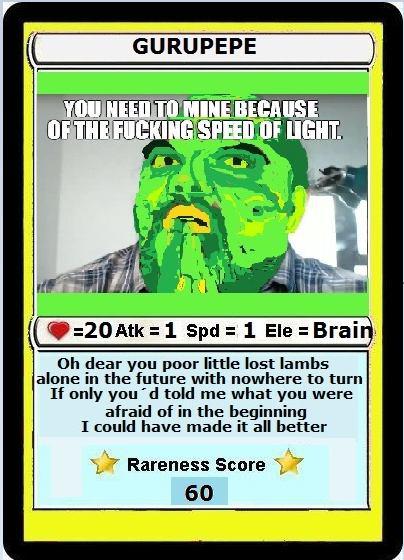 GURUPEPE
YOU NEED TO MINE BECAUSE
OF THE FUCKING SPEED OF LIGHT.
=20 Atk = 1 Spd = 1 Ele = Brain
Oh dear you poor little lost lambs
alone in the future with nowhere to turn
If only you´d told me what you were
afraid of in the beginning
I could have made it all better
Rareness Score
60